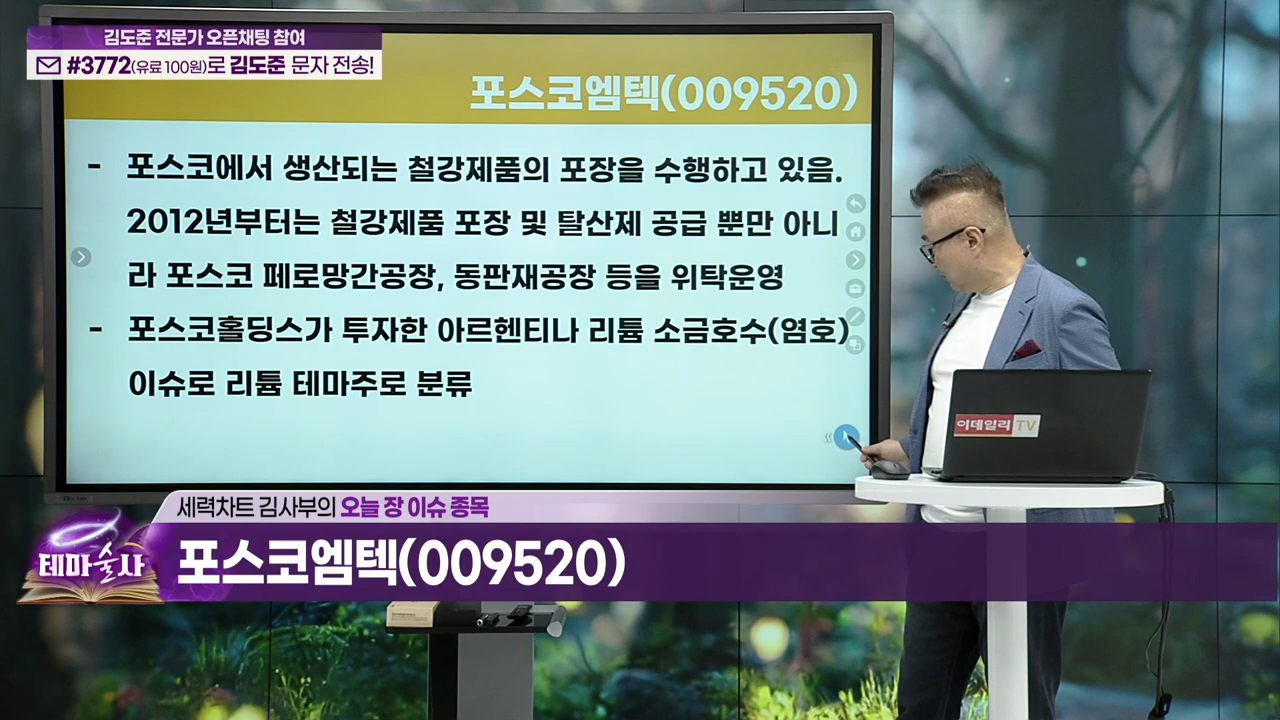 김도준 전문가 오픈채팅 참여
#3772(유료 100원)로 김도준 문자 전송!
포스코엠텍(009520)
- 포스코에서 생산되는 철강제품의 포장을 수행하고 있음.
2012년부터는 철강제품 포장 및 탈산제 공급 뿐만 아니
라 포스코 페로망간공장, 동판재공장 등을 위탁운영
- 포스코홀딩스가 투자한 아르헨티나 리튬 소금호수(염호)
이슈로 리튬 테마주로 분류
이데일리TV
세력차트 김사부의 오늘 장 이슈 종목
테마술사
포스코엠텍(009520)